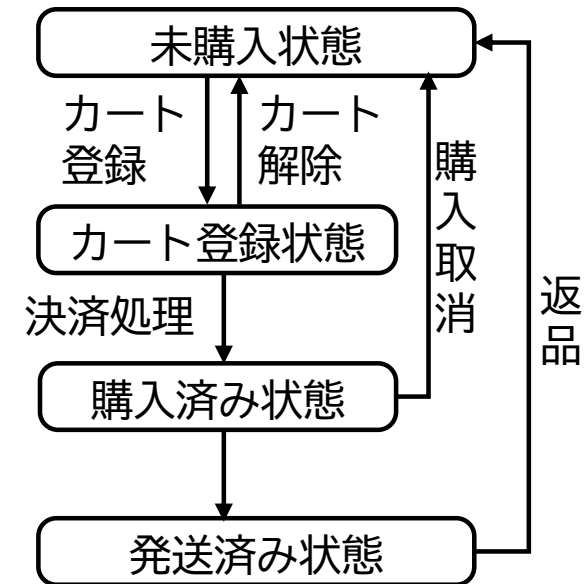 未購入状態
カート
登録
カート
解除
購入取消
カート登録状態
返品
決済処理
購入済み状態
発送済み状態